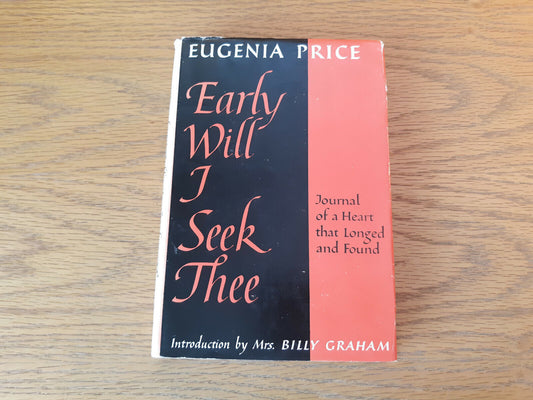 EUGENIA PRICE
Early
Will
I
Seek
Thee
Journal
of a Heart
that Longed
and Found
Introduction by Mrs. BILLY GRAHAM